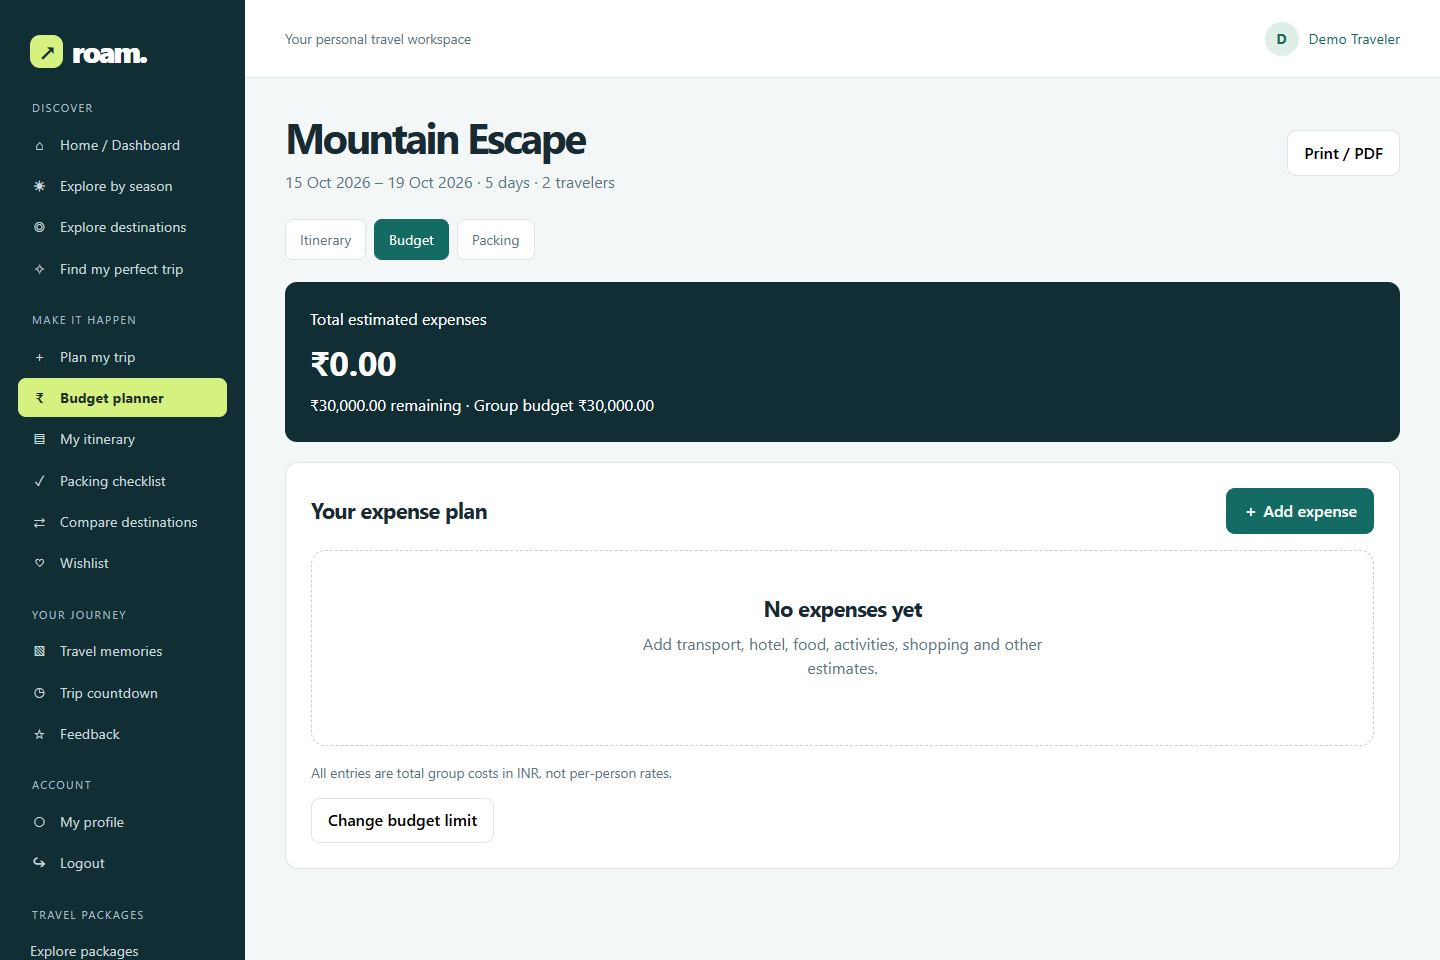 roam.
DISCOVER
Home / Dashboard
Explore by season
Explore destinations
Find my perfect trip
MAKE IT HAPPEN
+ Plan my trip
₹ Budget planner
My itinerary
✓ Packing checklist
Compare destinations
Wishlist
YOUR JOURNEY
Travel memories
Trip countdown
Feedback
ACCOUNT
My profile
Logout
TRAVEL PACKAGES
Explore packages
Your personal travel workspace
D Demo Traveler
Mountain Escape
15 Oct 2026 – 19 Oct 2026 · 5 days · 2 travelers
Print / PDF
Itinerary Budget Packing
Total estimated expenses
₹0.00
₹30,000.00 remaining · Group budget ₹30,000.00
Your expense plan
+ Add expense
No expenses yet
Add transport, hotel, food, activities, shopping and other
estimates.
All entries are total group costs in INR, not per-person rates.
Change budget limit